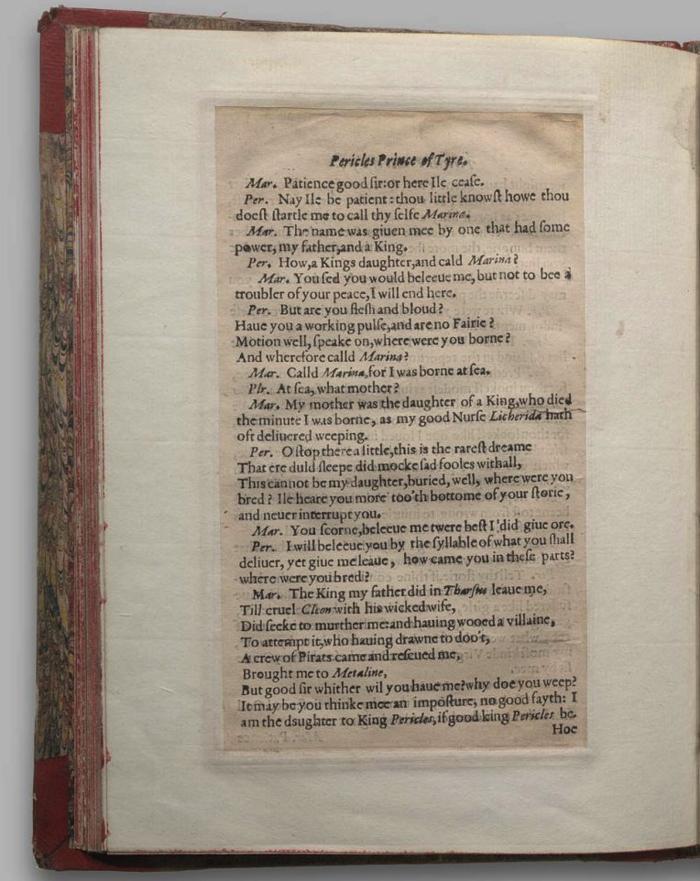 Pericles Prince of Tyre.
Mar. Patience good ſir:or here Ile ceaſe.
Per. Nay Ile be patient: thou little knowſt howe thou
doeſt ſtartle me to call thy ſelfe Marina.
Mar. The name was giuen mee by one that had ſome
power, my father,and a King.
Per. How,a Kings daughter,and cald Marina?
Mar. You ſed you would beleeue me, but not to bee a
troubler of your peace,I will end here.
Per. But are you fleſh and bloud?
Haue you a working pulſe,and are no Fairie?
Motion well, ſpeake on,where were you borne?
And wherefore calld Marina?
Mar. Calld Marina,for I was borne at ſea.
Plr. At ſea, what mother?
Mar. My mother was the daughter of a King,who died
the minute I was borne, as my good Nurſe Licherida hath
oft deliuered weeping.
Per. O ſtop there a little,this is the rareſt dreame
That ere duld ſleepe did mocke ſad fooles withall,
This cannot be my daughter,buried, well, where were you
bred? Ile heare you more too'th bottome of your ſtorie,
and neuer interrupt you.
Mar. You ſcorne,beleeue me twere beſt I did giue ore.
Per. I will beleeue you by the ſyllable of what you ſhall
deliuer, yet giue me leaue, how came you in theſe parts?
where were you bred?
Mar. The King my father did in Tharſus leaue me,
Till cruel Cleon with his wicked wife,
Did ſeeke to murther me:and hauing wooed a villaine,
To attempt it,who hauing drawne to doo't,
A crew of Pirats came and reſcued me,
Brought me to Metaline,
But good ſir whither wil you haue me?why doe you weep?
It may be you thinke mee an impoſture, no good fayth: I
am the dsughter to King Pericles,if good king Pericles be.
Hoe